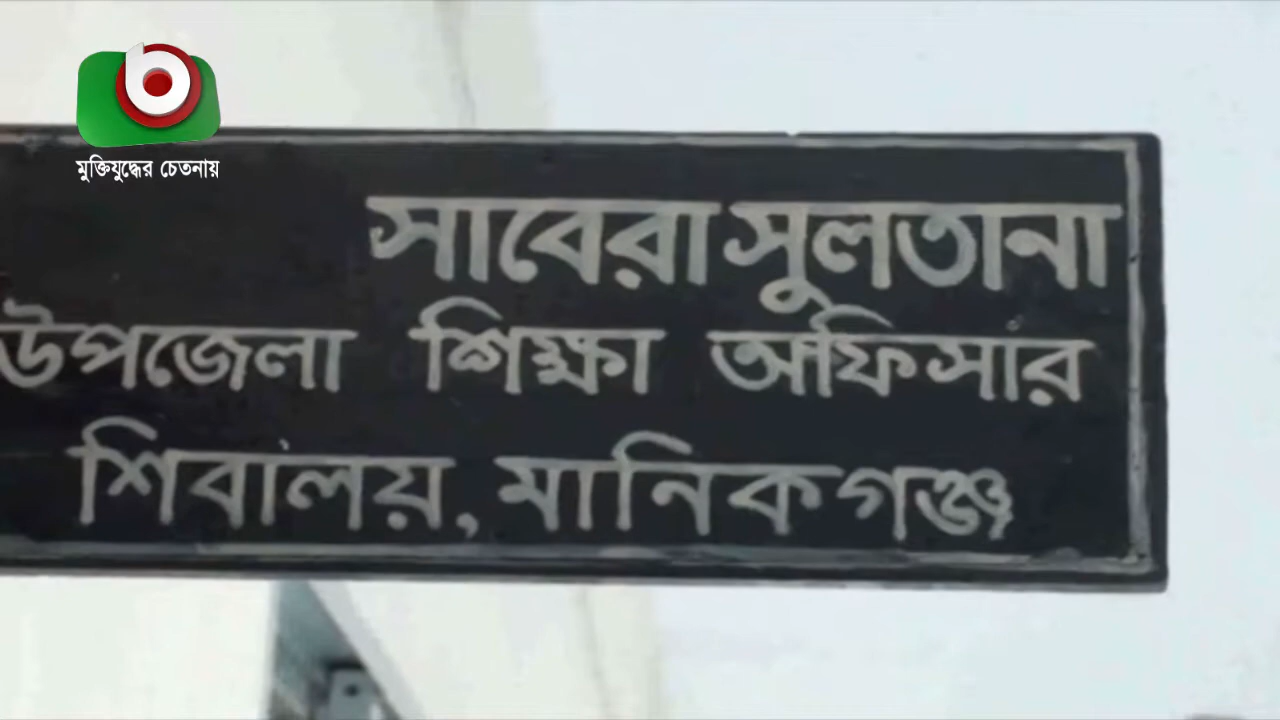 মুক্তিযুদ্ধের চেতনায়
সাবেরা সুলতানা
উপজেলা শিক্ষা অফিসার
শিবালয়, মানিকগঞ্জ